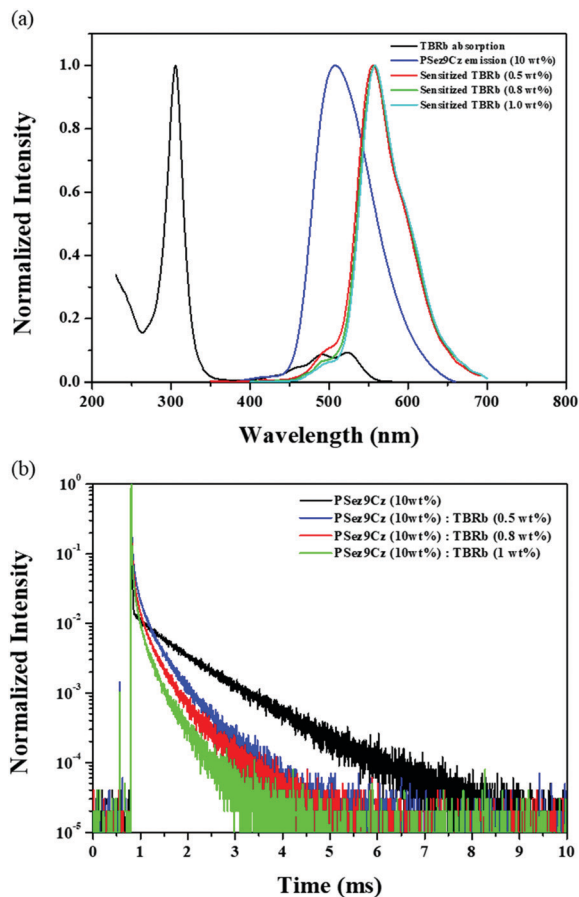 (a)
TBRb absorption
PSez9Cz emission (10 wt%)
Sensitized TBRb (0.5 wt%)
Sensitized TBRb (0.8 wt%)
Sensitized TBRb (1.0 wt%)
1.0
0.8
0.6
0.4
0.2
0.0
Normalized Intensity
200 300 400 500 600 700 800
Wavelength (nm)
(b)
PSez9Cz (10wt%)
PSez9Cz (10wt%) : TBRb (0.5 wt%)
PSez9Cz (10wt%) : TBRb (0.8 wt%)
PSez9Cz (10wt%) : TBRb (1 wt%)
10⁰
10⁻¹
10⁻²
10⁻³
10⁻⁴
10⁻⁵
Normalized Intensity
0 1 2 3 4 5 6 7 8 9 10
Time (ms)